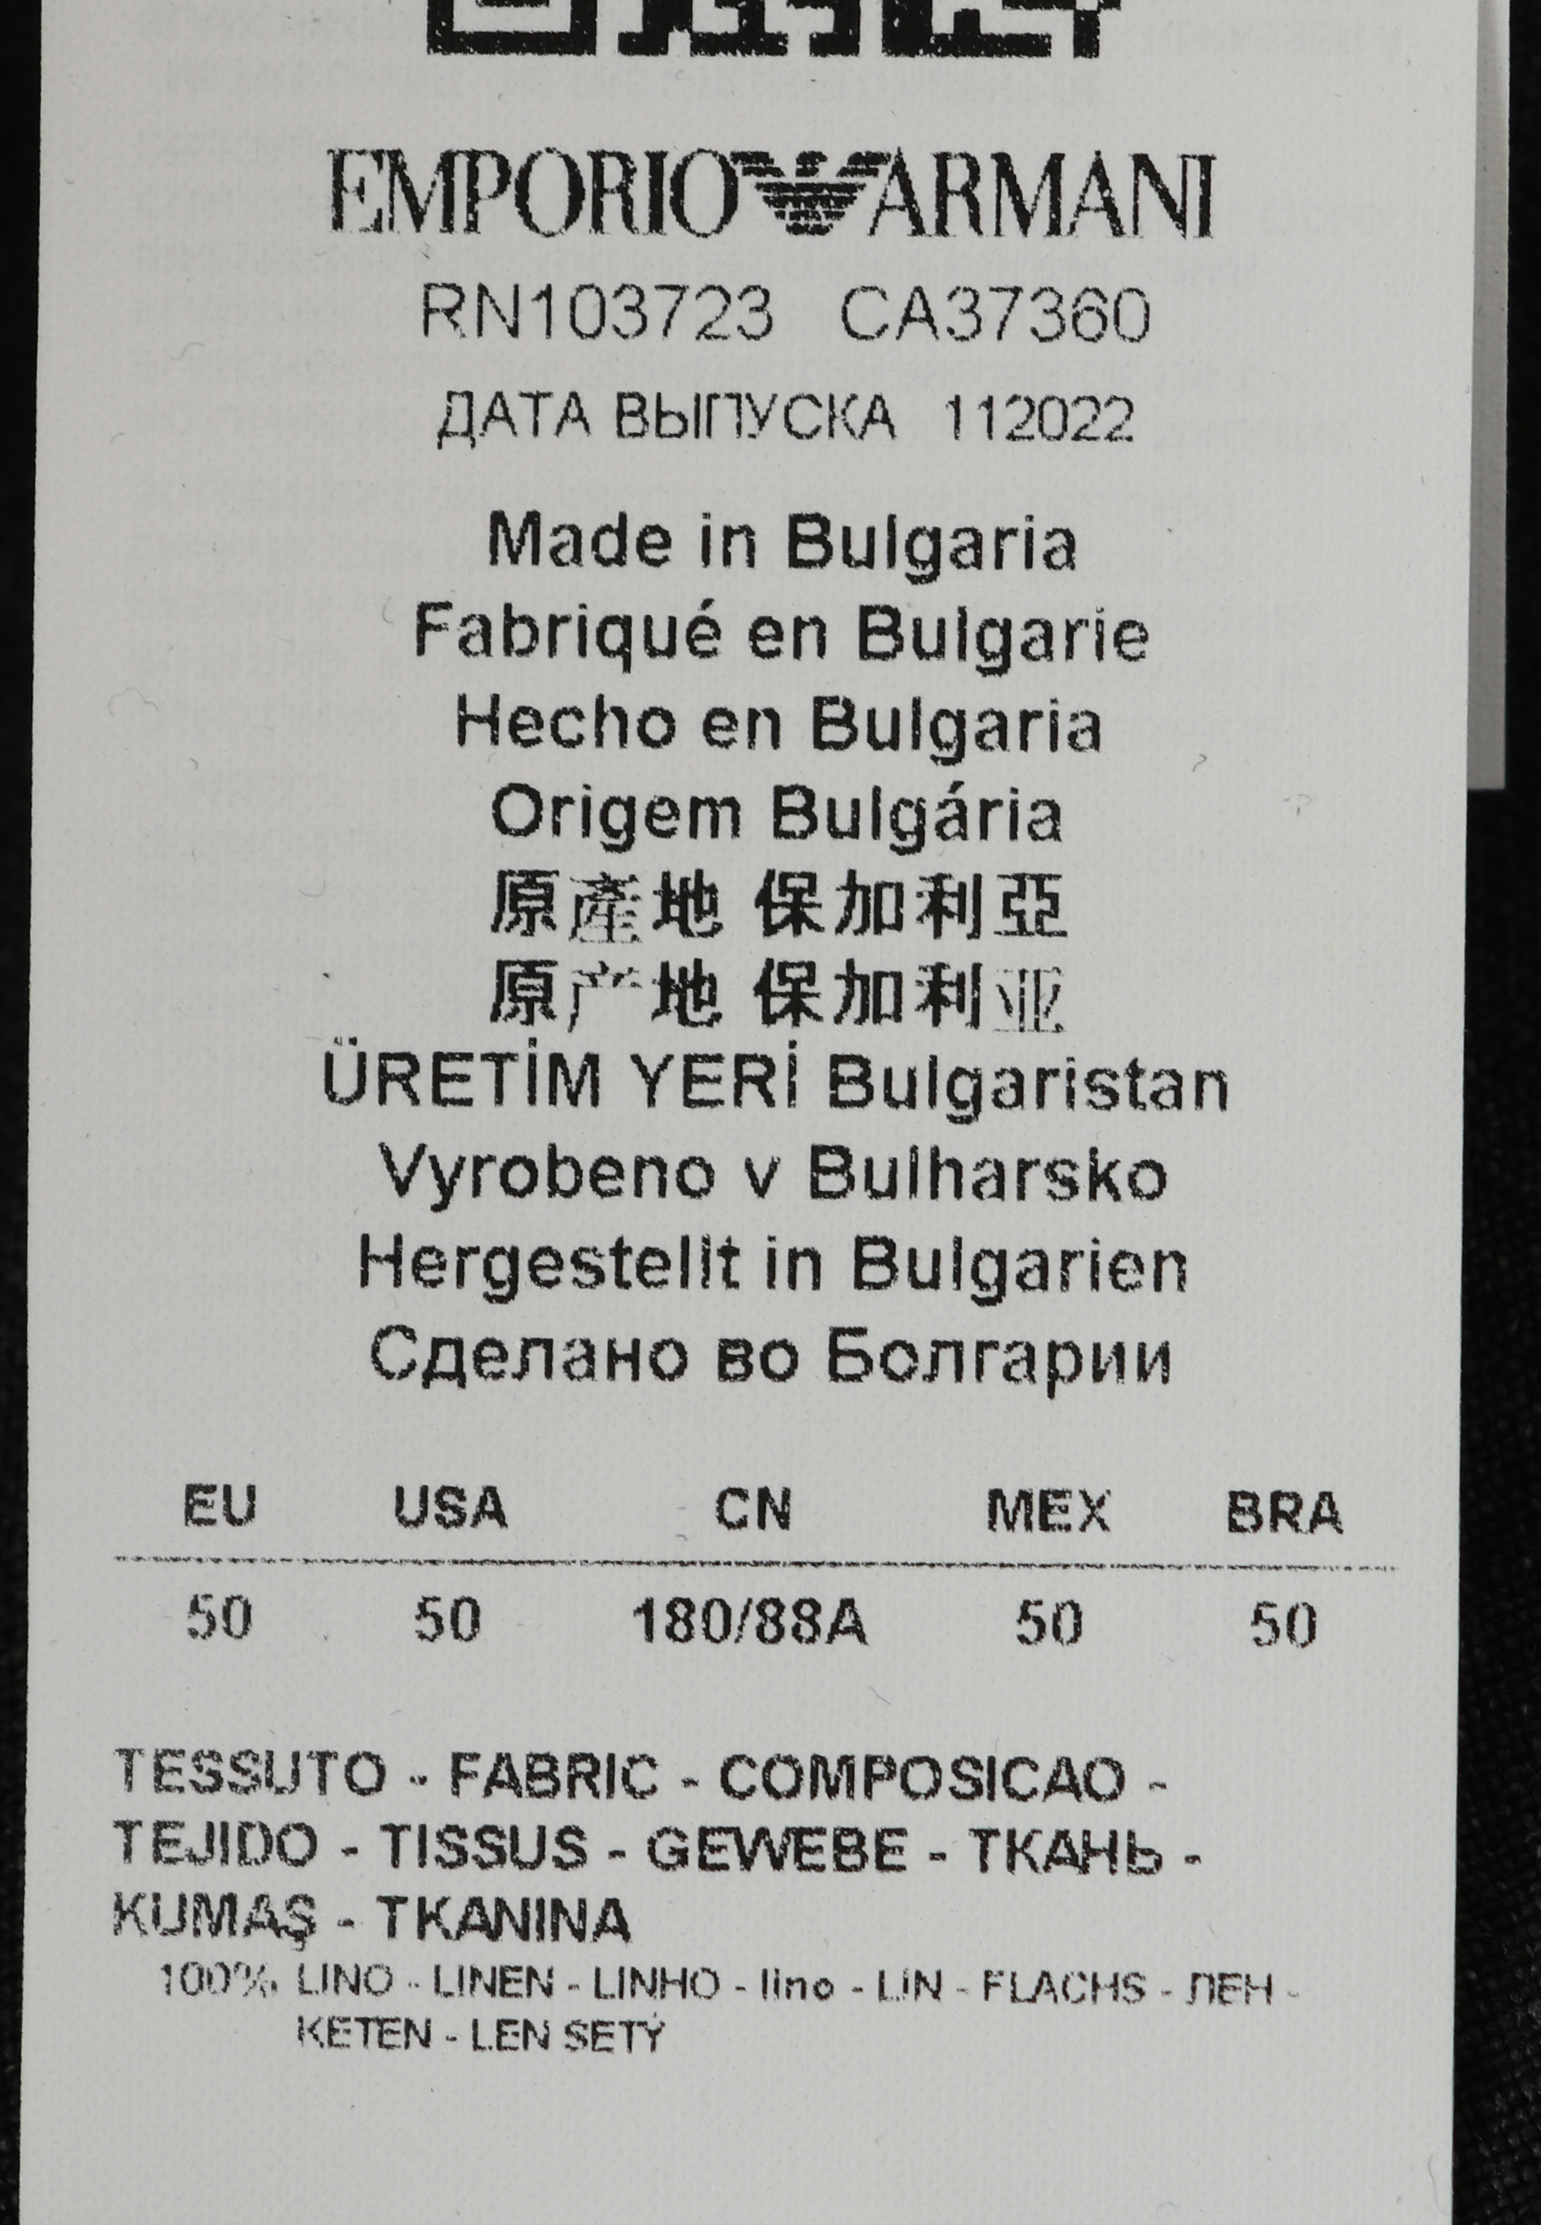 EMPORIO ARMANI
RN103723 CA37360
ДАТА ВЫПУСКА 112022
Made in Bulgaria
Fabriqué en Bulgarie
Hecho en Bulgaria
Origem Bulgária
原產地 保加利亞
原产地 保加利亚
ÜRETİM YERİ Bulgaristan
Vyrobeno v Bulharsko
Hergestellt in Bulgarien
Сделано во Болгарии
EU USA CN MEX BRA
50 50 180/88A 50 50
TESSUTO - FABRIC - COMPOSICAO -
TEJIDO - TISSUS - GEWEBE - ТКАНЬ -
KUMAŞ - TKANINA
100% LINO - LINEN - LINHO - lino - LIN - FLACHS - ЛЕН -
KETEN - LEN SETÝ